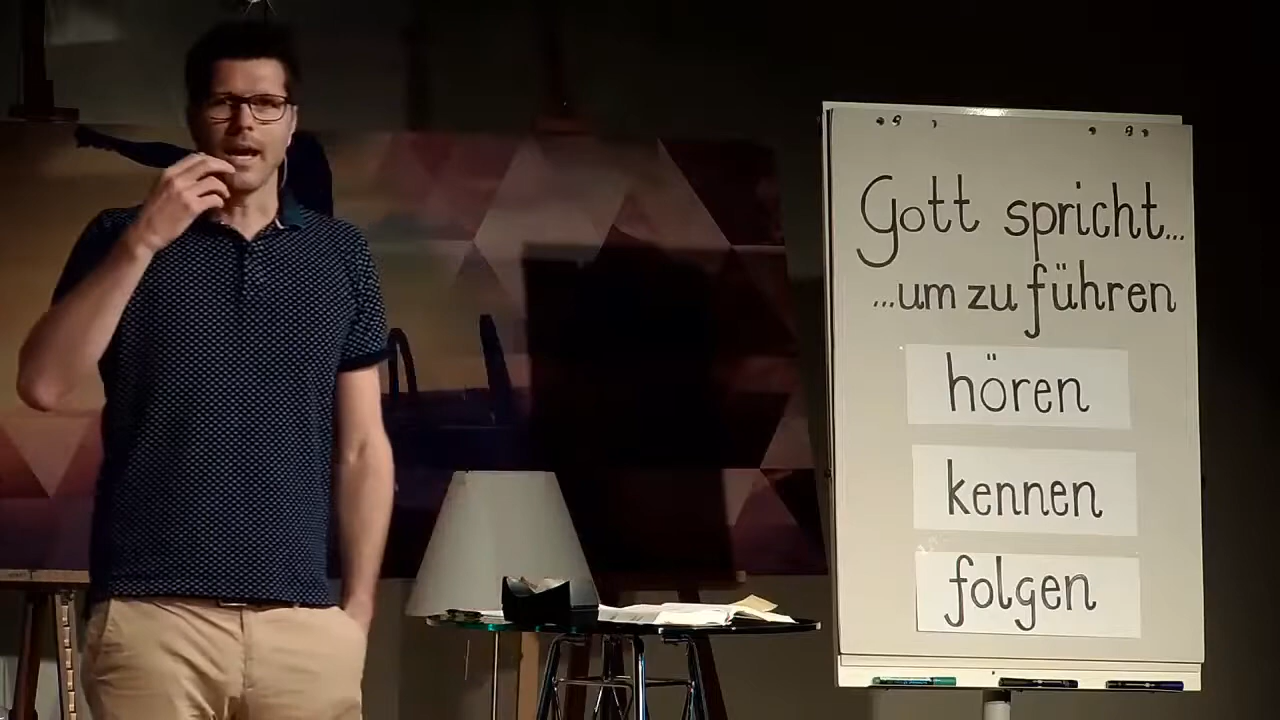 Gott spricht...
...um zu führen
hören
kennen
folgen